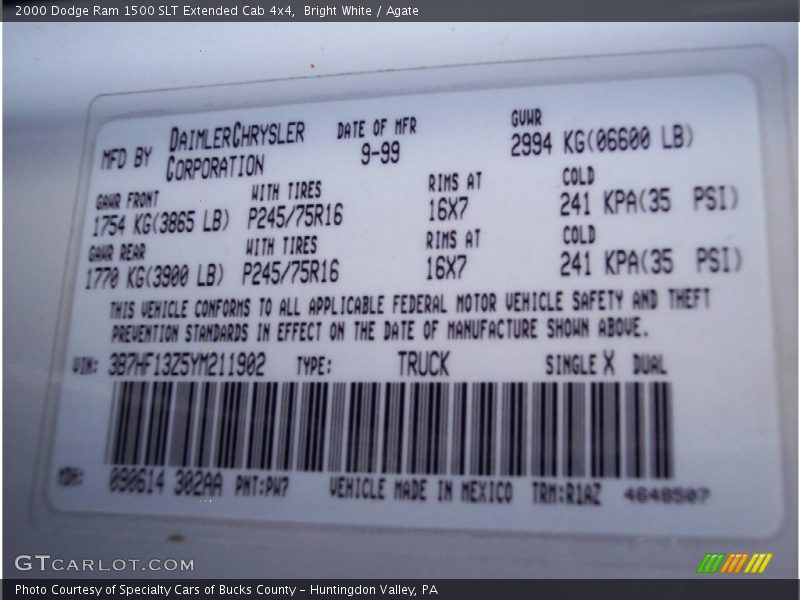 2000 Dodge Ram 1500 SLT Extended Cab 4x4,  Bright White / Agate
MFD BY DAIMLERCHRYSLER CORPORATION DATE OF MFR 9-99 GVWR 2994 KG(06600 LB)
GAWR FRONT WITH TIRES RIMS AT COLD
1754 KG(3865 LB) P245/75R16 16X7 241 KPA(35 PSI)
GAWR REAR WITH TIRES RIMS AT COLD
1770 KG(3900 LB) P245/75R16 16X7 241 KPA(35 PSI)
THIS VEHICLE CONFORMS TO ALL APPLICABLE FEDERAL MOTOR VEHICLE SAFETY AND THEFT
PREVENTION STANDARDS IN EFFECT ON THE DATE OF MANUFACTURE SHOWN ABOVE.
VIN: 3B7HF13Z5YM211902 TYPE: TRUCK SINGLE X DUAL
MDH: 090614 302AA PNT:PW7 VEHICLE MADE IN MEXICO TRM:R1AZ 4648507
GTCARLOT.COM
Photo Courtesy of Specialty Cars of Bucks County – Huntingdon Valley, PA